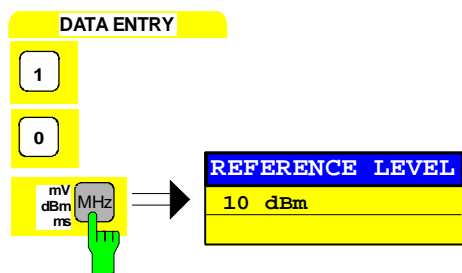 DATA ENTRY
1
0
mV
dBm
ms
MHz
REFERENCE LEVEL
10 dBm